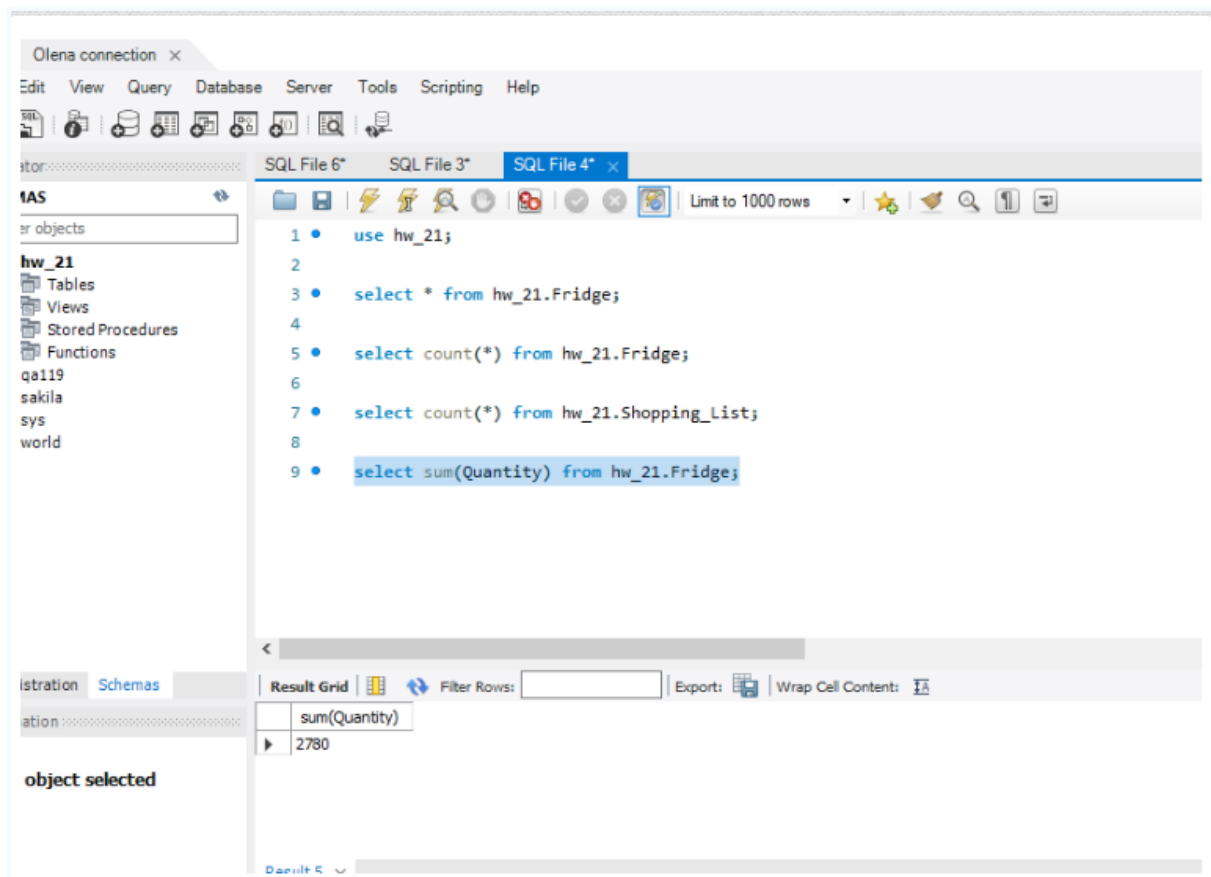 Olena connection ×
Edit View Query Database Server Tools Scripting Help
SQL File 6* SQL File 3* SQL File 4* ×
Limit to 1000 rows
hw_21
Tables
Views
Stored Procedures
Functions
qa119
sakila
sys
world
1 use hw_21;
2
3 select * from hw_21.Fridge;
4
5 select count(*) from hw_21.Fridge;
6
7 select count(*) from hw_21.Shopping_List;
8
9 select sum(Quantity) from hw_21.Fridge;
istration Schemas
Result Grid Filter Rows: Export: Wrap Cell Content:
sum(Quantity)
2780
object selected
Result 5